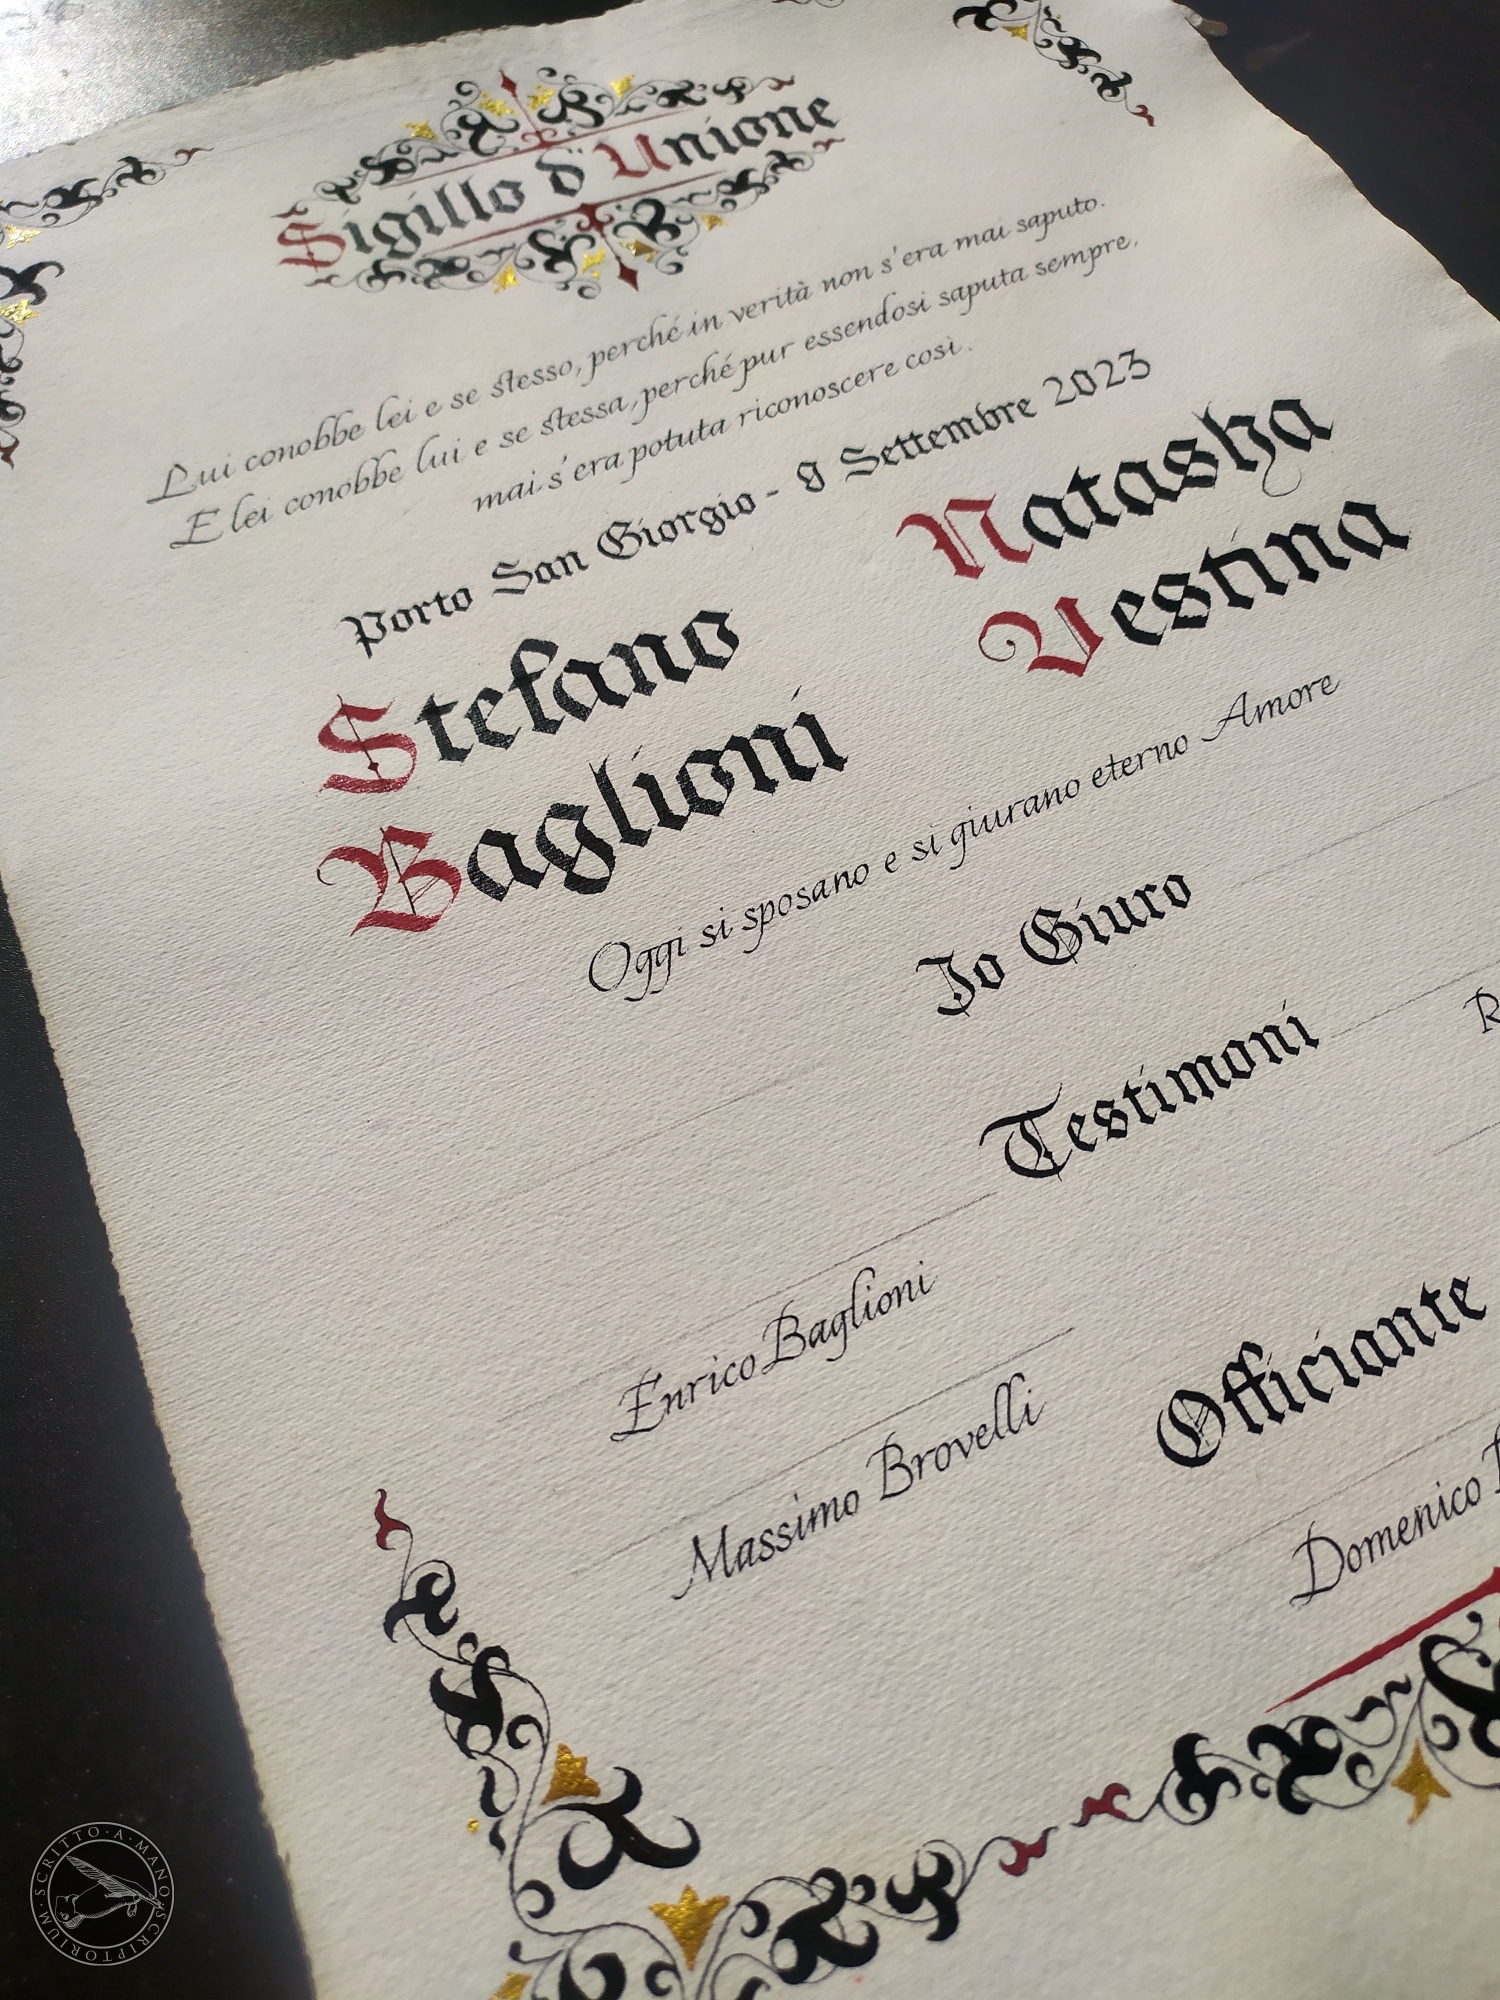 Sigillo d'Unione
Lui conobbe lei e se stesso, perché in verità non s'era mai saputo.
E lei conobbe lui e se stessa, perché pur essendosi saputa sempre,
mai s'era potuta riconoscere così.
Porto San Giorgio - 8 Settembre 2023
Stefano Natasha
Baglioni Vestina
Oggi si sposano e si giurano eterno Amore
Io Giuro
Testimoni
Enrico Baglioni
Massimo Brovelli
Officiante
Domenico
SCRITTO·A·MANO·SCRIPTORIUM·